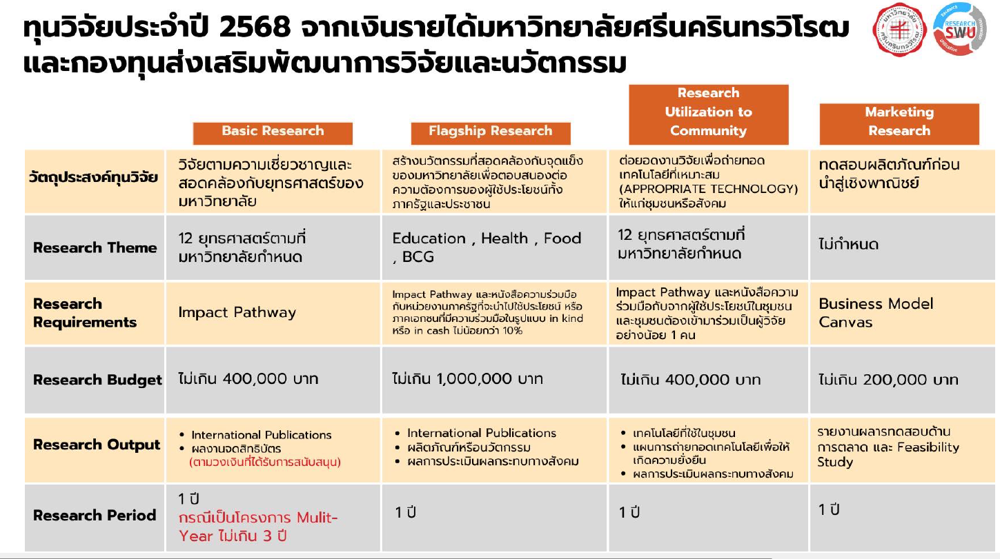 ทุนวิจัยประจำปี 2568 จากเงินรายได้มหาวิทยาลัยศรีนครินทรวิโรฒ
และกองทุนส่งเสริมพัฒนาการวิจัยและนวัตกรรม
มหาวิทยาลัย
ศรีนครินทรวิโรฒ
Research
Innovation
Utilization
RESEARCH
SWU
Basic Research
Flagship Research
Research
Utilization to
Community
Marketing
Research
วัตถุประสงค์ทุนวิจัย
วิจัยตามความเชี่ยวชาญและ
สอดคล้องกับยุทธศาสตร์ของ
มหาวิทยาลัย
สร้างนวัตกรรมที่สอดคล้องกับจุดแข็ง
ของมหาวิทยาลัยเพื่อตอบสนองต่อ
ความต้องการของผู้ใช้ประโยชน์ทั้ง
ภาครัฐและประชาชน
ต่อยอดงานวิจัยเพื่อถ่ายทอด
เทคโนโลยีที่เหมาะสม
(APPROPRIATE TECHNOLOGY)
ให้แก่ชุมชนหรือสังคม
ทดสอบผลิตภัณฑ์ก่อน
นำสู่เชิงพาณิชย์
Research Theme
12 ยุทธศาสตร์ตามที่
มหาวิทยาลัยกำหนด
Education , Health , Food
, BCG
12 ยุทธศาสตร์ตามที่
มหาวิทยาลัยกำหนด
ไม่กำหนด
Research
Requirements
Impact Pathway
Impact Pathway และหนังสือความร่วมมือ
กับหน่วยงานภาครัฐที่จะนำไปใช้ประโยชน์ หรือ
ภาคเอกชนที่มีความร่วมมือในรูปแบบ in kind
หรือ in cash ไม่น้อยกว่า 10%
Impact Pathway และหนังสือความ
ร่วมมือกับจากผู้ใช้ประโยชน์ในชุมชน
และชุมชนต้องเข้ามาร่วมเป็นผู้วิจัย
อย่างน้อย 1 คน
Business Model
Canvas
Research Budget
ไม่เกิน 400,000 บาท
ไม่เกิน 1,000,000 บาท
ไม่เกิน 400,000 บาท
ไม่เกิน 200,000 บาท
Research Output
• International Publications
• ผลงานจดสิทธิบัตร
(ตามวงเงินที่ได้รับการสนับสนุน)
• International Publications
• ผลิตภัณฑ์หรือนวัตกรรม
• ผลการประเมินผลกระทบทางสังคม
• เทคโนโลยีที่ใช้ในชุมชน
• แผนการถ่ายทอดเทคโนโลยีเพื่อให้
เกิดความยั่งยืน
• ผลการประเมินผลกระทบทางสังคม
รายงานผลารทดสอบด้าน
การตลาด และ Feasibility
Study
Research Period
1 ปี
กรณีเป็นโครงการ Mulit-
Year ไม่เกิน 3 ปี
1 ปี
1 ปี
1 ปี